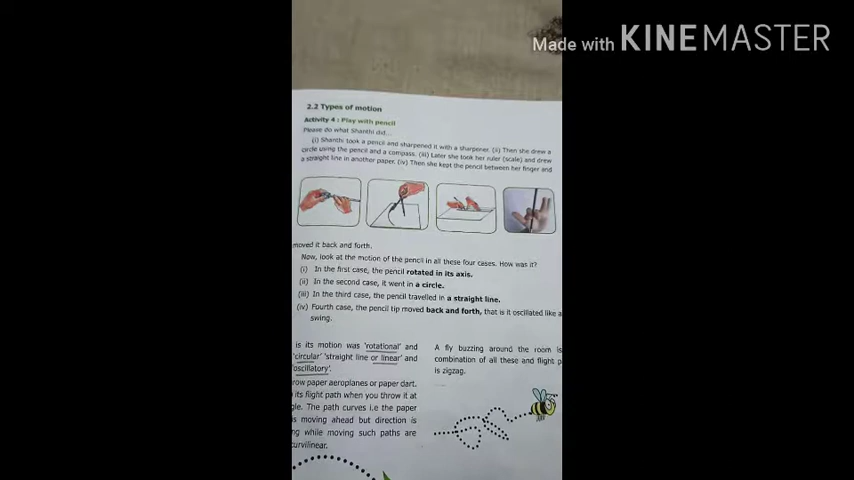 Made with KINEMASTER
2.2 Types of motion
Activity 4 : Play with pencil
Please do what Shanthi did...
(i) Shanthi took a pencil and sharpened it with a sharpener. (ii) Then she drew a
circle using the pencil and a compass. (iii) Later she took her ruler (scale) and drew
a straight line in another paper. (iv) Then she kept the pencil between her finger and
moved it back and forth.
Now, look at the motion of the pencil in all these four cases. How was it?
(i) In the first case, the pencil rotated in its axis.
(ii) In the second case, it went in a circle.
(iii) In the third case, the pencil travelled in a straight line.
(iv) Fourth case, the pencil tip moved back and forth, that is it oscillated like a
swing.
is its motion was 'rotational' and
'circular' 'straight line or linear' and
'oscillatory'.
row paper aeroplanes or paper dart.
its flight path when you throw it at
gle. The path curves i.e the paper
is moving ahead but direction is
ng while moving such paths are
curvilinear.
A fly buzzing around the room is
combination of all these and flight p
is zigzag.